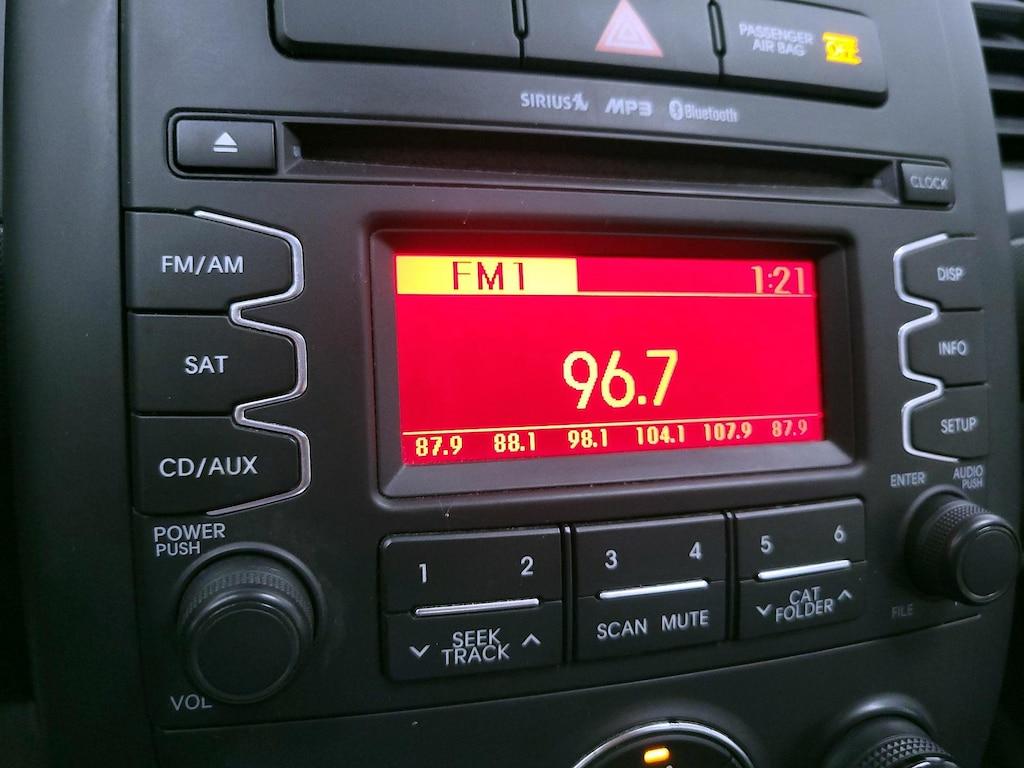 PASSENGER
AIR BAG OFF
SIRIUS MP3 Bluetooth
CLOCK
FM/AM
SAT
CD/AUX
FM1 1:21
96.7
87.9 88.1 98.1 104.1 107.9 87.9
DISP
INFO
SETUP
POWER
PUSH
VOL
1 2
SEEK
TRACK
3 4
SCAN MUTE
5 6
CAT
FOLDER
ENTER
AUDIO
PUSH
FILE